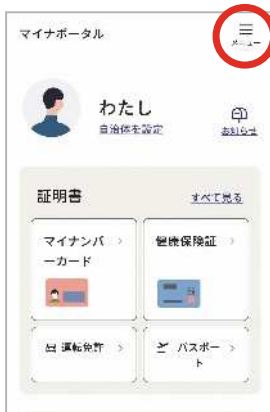 マイナポータル
メニュー
わたし
自治体を設定
お知らせ
証明書
すべて見る
マイナンバ
ーカード
健康保険証
運転免許
パスポー
ト